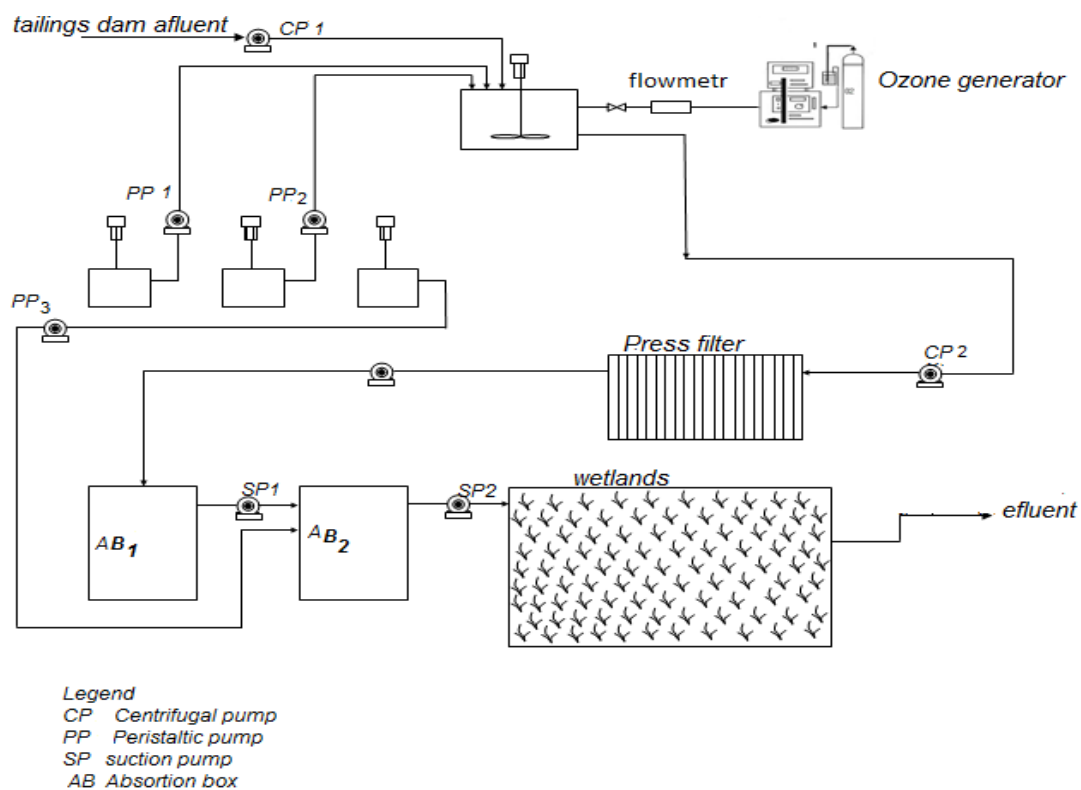 tailings dam afluent
CP 1
flowmetr
Ozone generator
PP 1
PP2
PP3
Press filter
CP 2
SP1
SP2
wetlands
AB1
AB2
efluent
Legend
CP Centrifugal pump
PP Peristaltic pump
SP suction pump
AB Absortion box